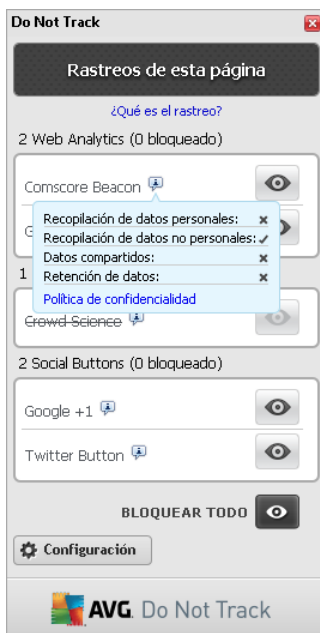 Do Not Track
Rastreos de esta página
¿Qué es el rastreo?
2 Web Analytics (0 bloqueado)
Comscore Beacon
G
Recopilación de datos personales:
Recopilación de datos no personales:
Datos compartidos:
Retención de datos:
Política de confidencialidad
1
Crowd Science
2 Social Buttons (0 bloqueado)
Google +1
Twitter Button
BLOQUEAR TODO
Configuración
AVG. Do Not Track